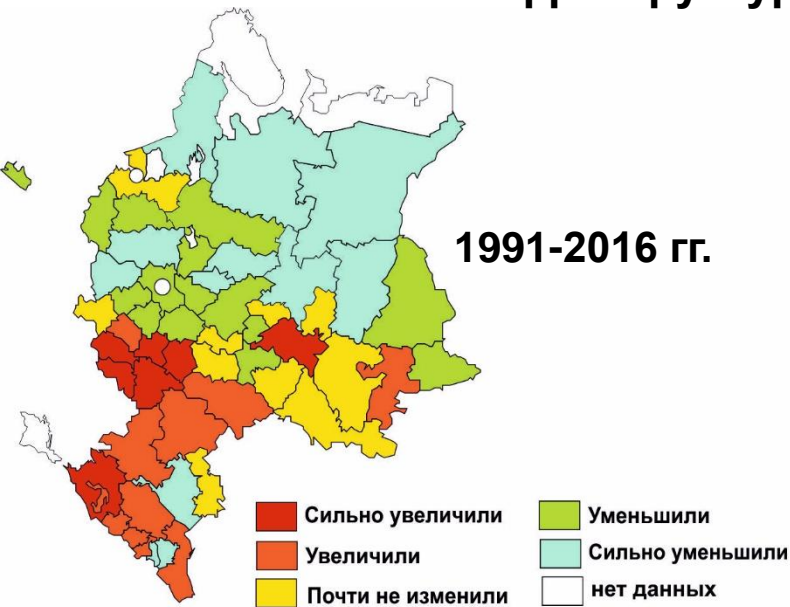 1991-2016 гг.
Сильно увеличили
Увеличили
Почти не изменили
Уменьшили
Сильно уменьшили
нет данных